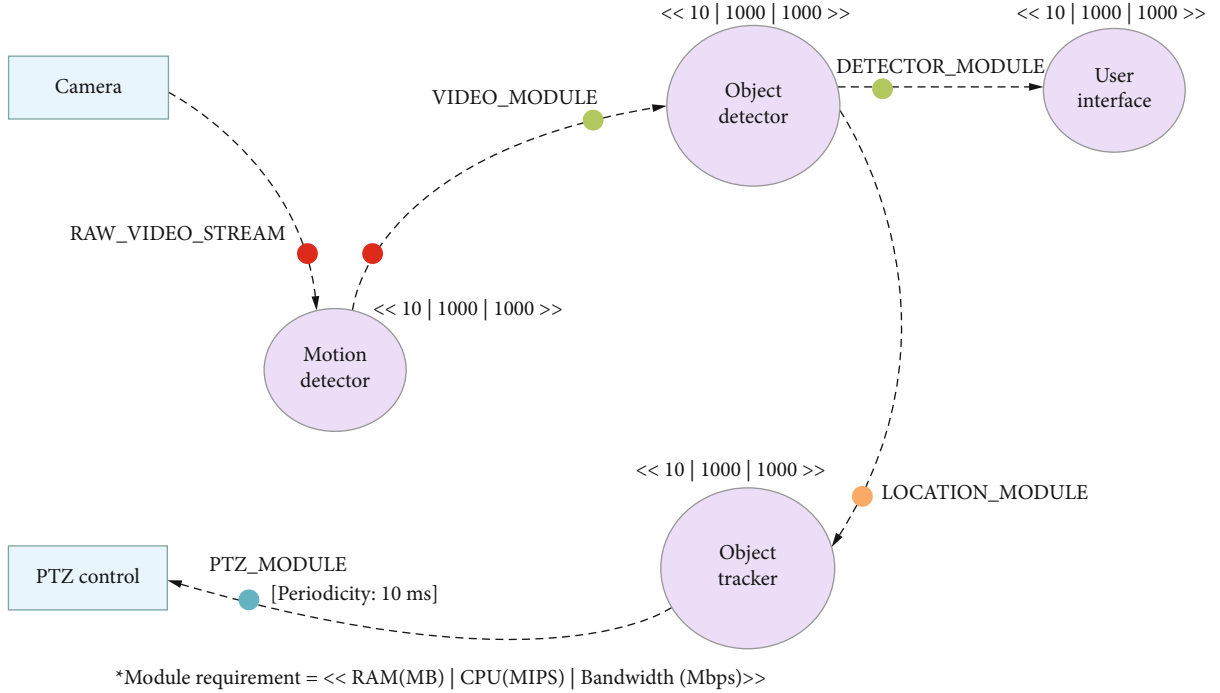 << 10 | 1000 | 1000 >>
<< 10 | 1000 | 1000 >>
Camera
VIDEO_MODULE
Object
detector
DETECTOR_MODULE
User
interface
RAW_VIDEO_STREAM
<< 10 | 1000 | 1000 >>
Motion
detector
<< 10 | 1000 | 1000 >>
LOCATION_MODULE
Object
tracker
PTZ control
PTZ_MODULE
[Periodicity: 10 ms]
*Module requirement = << RAM(MB) | CPU(MIPS) | Bandwidth (Mbps)>>